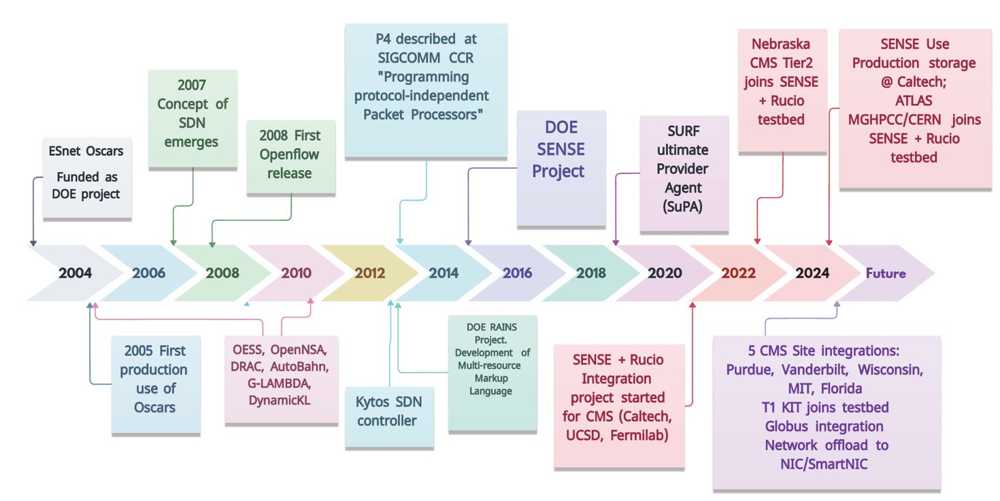 ESnet Oscars
Funded as
DOE project
2007
Concept of
SDN
emerges
2008 First
Openflow
release
P4 described at
SIGCOMM CCR
"Programming
protocol-independent
Packet Processors"
DOE
SENSE
Project
SURF
ultimate
Provider
Agent
(SuPA)
Nebraska
CMS Tier2
joins SENSE
+ Rucio
testbed
SENSE Use
Production storage
@ Caltech;
ATLAS
MGHPCC/CERN joins
SENSE + Rucio
testbed
2004 2006 2008 2010 2012 2014 2016 2018 2020 2022 2024 Future
2005 First
production
use of
Oscars
OESS, OpenNSA,
DRAC, AutoBahn,
G-LAMBDA,
DynamicKL
Kytos SDN
controller
DOE RAINS
Project.
Development of
Multi-resource
Markup
Language
SENSE + Rucio
Integration
project started
for CMS (Caltech,
UCSD, Fermilab)
5 CMS Site integrations:
Purdue, Vanderbilt, Wisconsin,
MIT, Florida
T1 KIT joins testbed
Globus integration
Network offload to
NIC/SmartNIC